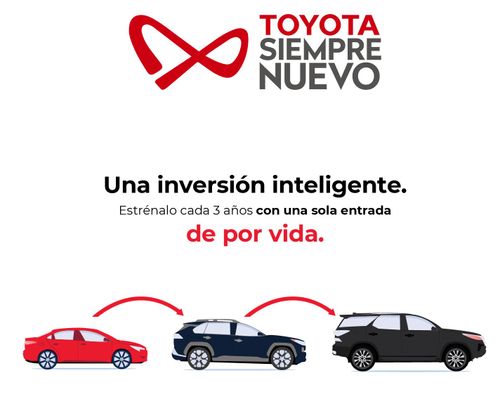 TOYOTA
SIEMPRE
NUEVO
Una inversión inteligente.
Estrénalo cada 3 años con una sola entrada
de por vida.